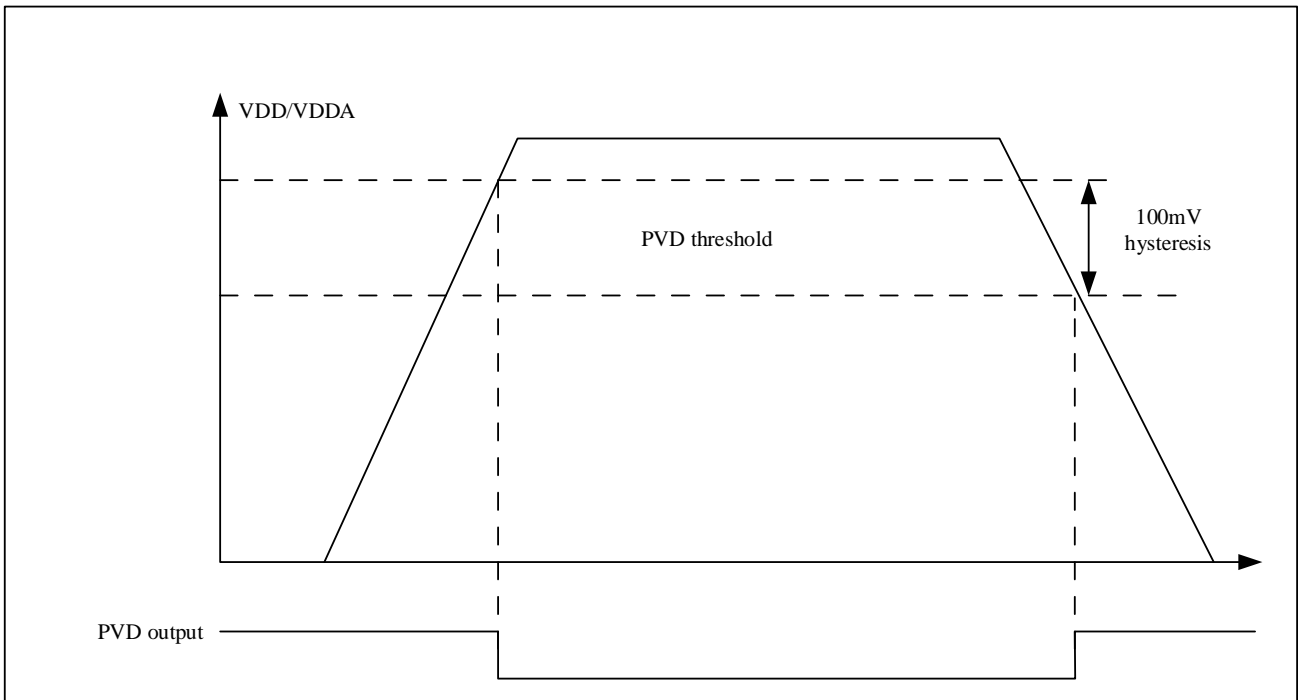 VDD/VDDA
PVD threshold
100mV
hysteresis
PVD output